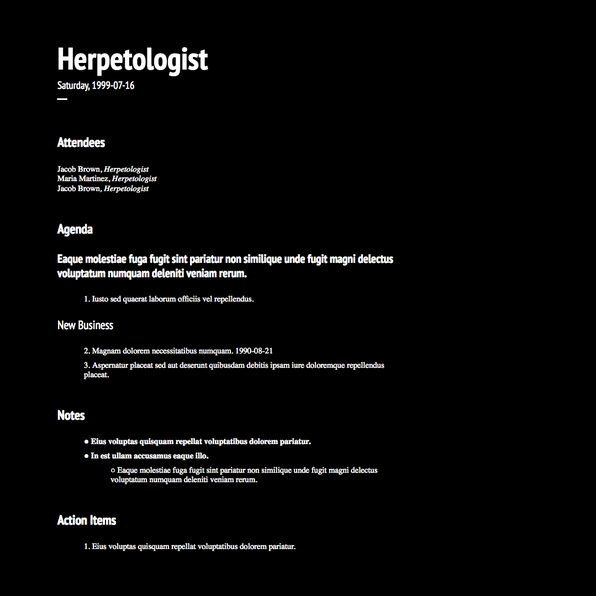 Herpetologist
Saturday, 1999-07-16
—
Attendees
Jacob Brown, Herpetologist
Maria Martinez, Herpetologist
Jacob Brown, Herpetologist
Agenda
Eaque molestiae fuga fugit sint pariatur non similique unde fugit magni delectus
voluptatum numquam deleniti veniam rerum.
1. Iusto sed quaerat laborum officiis vel repellendus.
New Business
2. Magnam dolorem necessitatibus numquam. 1990-08-21
3. Aspernatur placeat sed aut deserunt quibusdam debitis ipsam iure doloremque repellendus
placeat.
Notes
● Eius voluptas quisquam repellat voluptatibus dolorem pariatur.
● In est ullam accusamus eaque illo.
○ Eaque molestiae fuga fugit sint pariatur non similique unde fugit magni delectus
voluptatum numquam deleniti veniam rerum.
Action Items
1. Eius voluptas quisquam repellat voluptatibus dolorem pariatur.